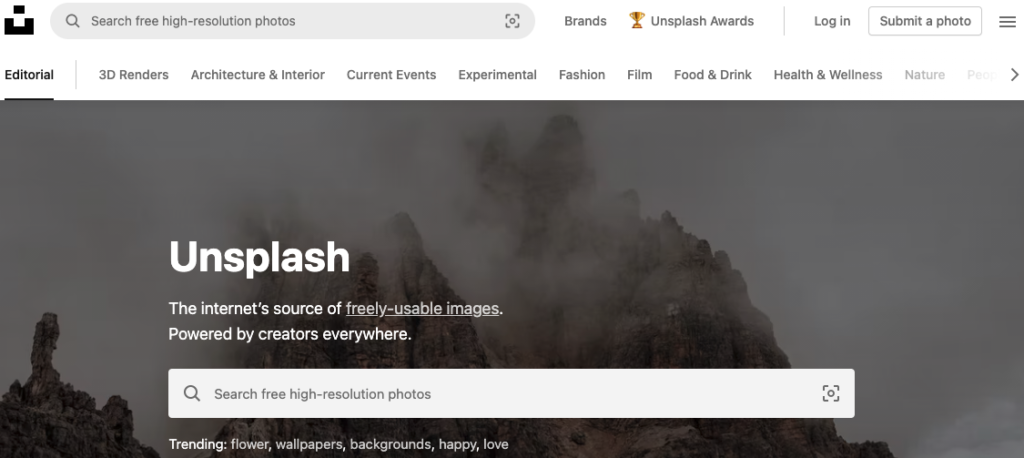 Search free high-resolution photos Brands Unsplash Awards Log in Submit a photo
Editorial 3D Renders Architecture & Interior Current Events Experimental Fashion Film Food & Drink Health & Wellness Nature
Unsplash
The internet’s source of freely-usable images.
Powered by creators everywhere.
Search free high-resolution photos
Trending: flower, wallpapers, backgrounds, happy, love